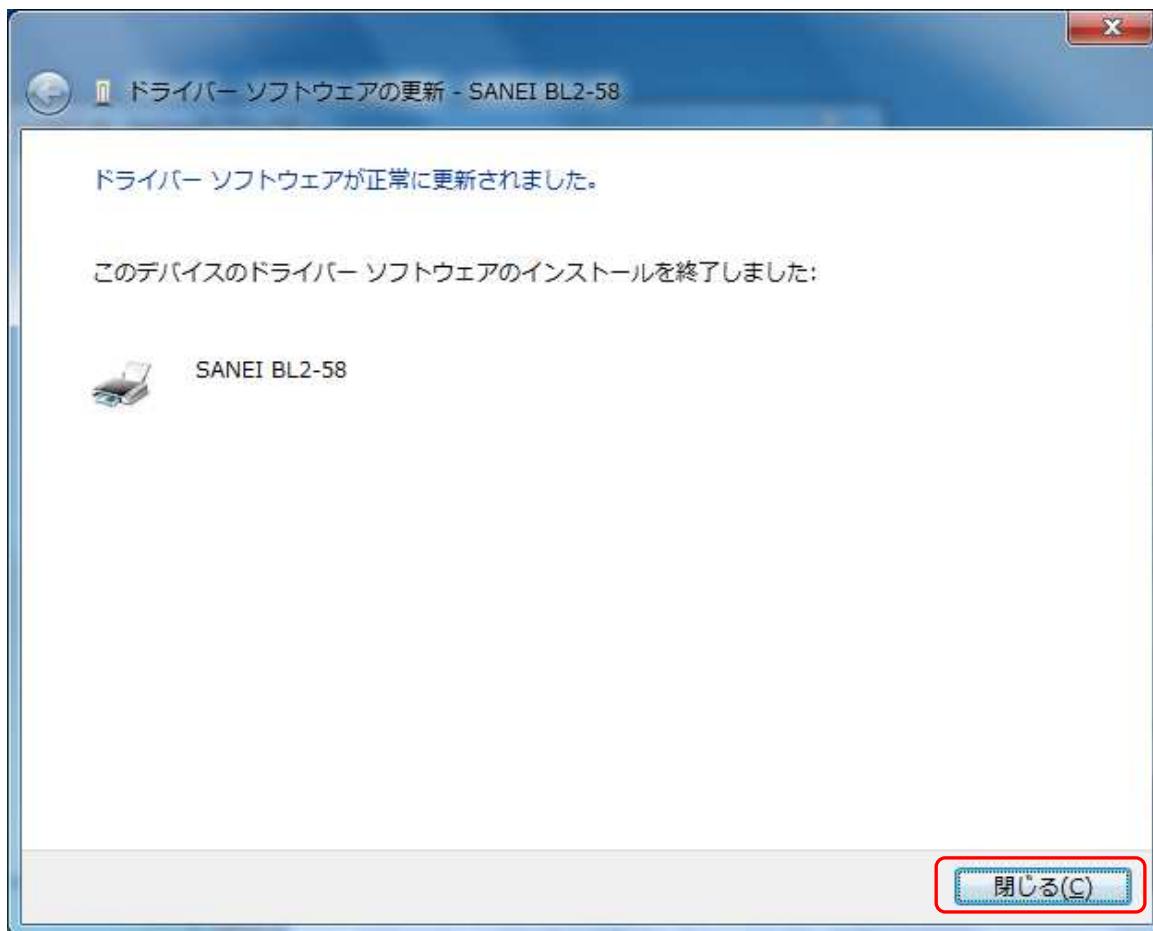 ドライバー ソフトウェアの更新 - SANEI BL2-58
ドライバー ソフトウェアが正常に更新されました。
このデバイスのドライバー ソフトウェアのインストールを終了しました:
SANEI BL2-58
閉じる(C)